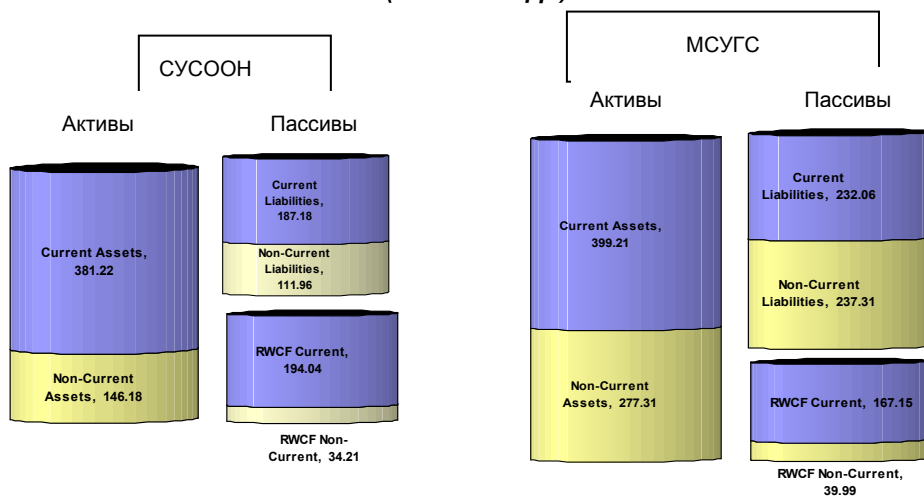 СУСООН
Активы
Пассивы
Current Assets,
381.22
Non-Current
Assets, 146.18
Current
Liabilities,
187.18
Non-Current
Liabilities,
111.96
RWCF Current,
194.04
RWCF Non-
Current, 34.21
МСУГС
Активы
Пассивы
Current Assets,
399.21
Non-Current
Assets, 277.31
Current
Liabilities, 232.06
Non-Current
Liabilities, 237.31
RWCF Current, 167.15
RWCF Non-Current,
39.99